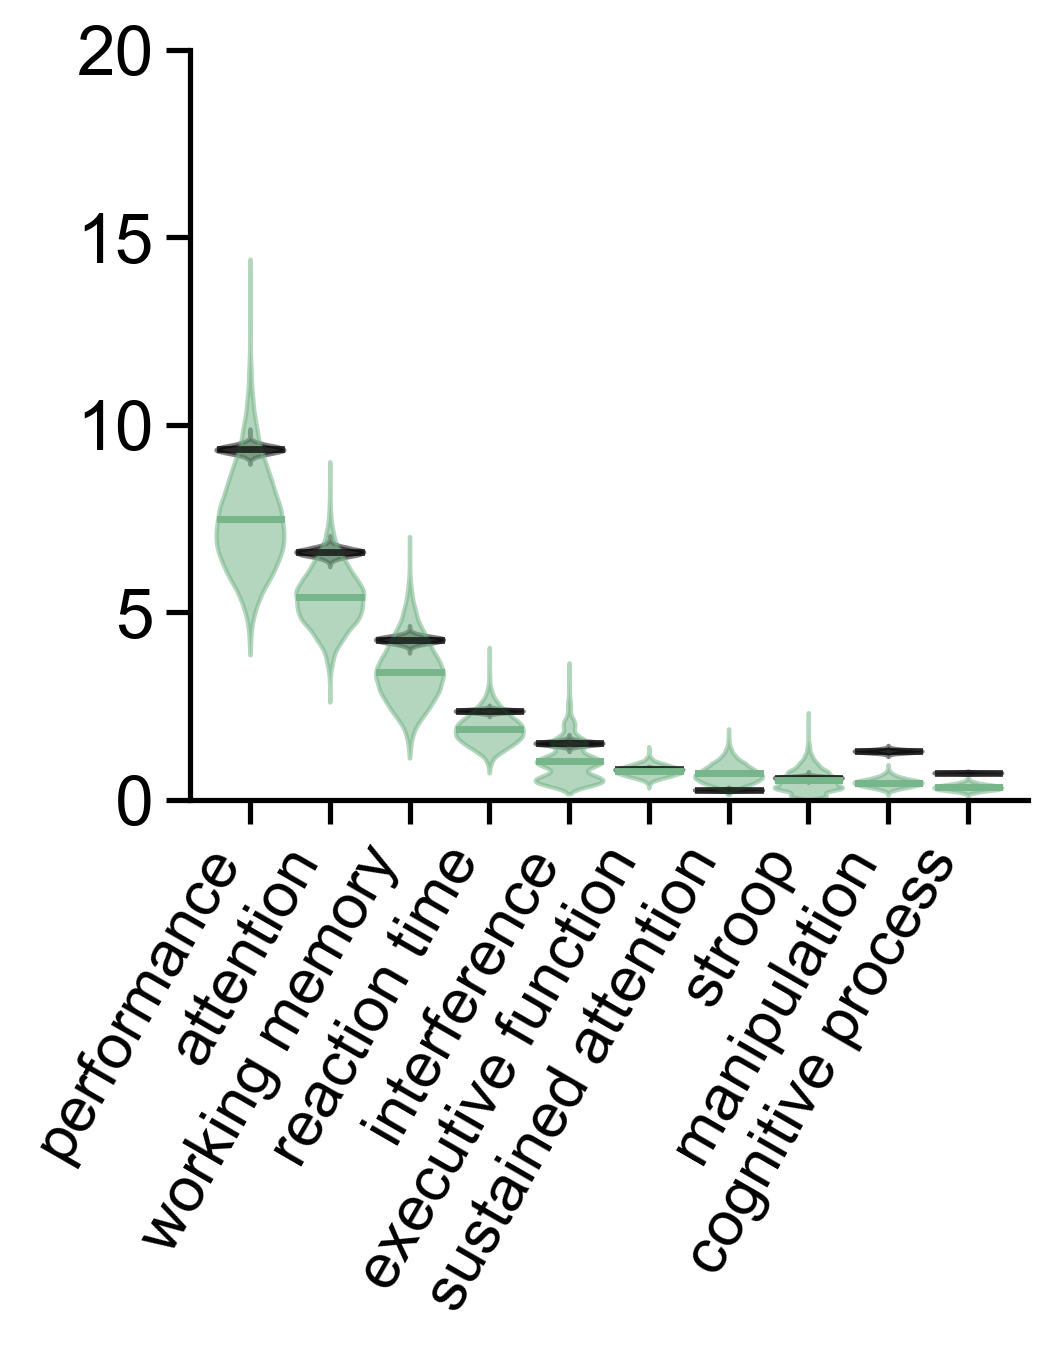 20
15
10
5
0
performance
attention
working memory
reaction time
interference
executive function
sustained attention
stroop
manipulation
cognitive process